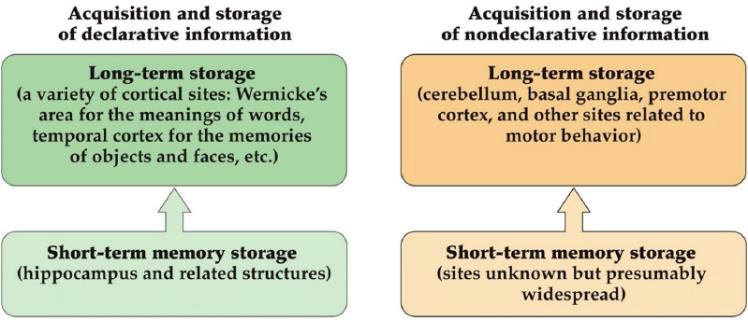 Acquisition and storage
of declarative information
Long-term storage
(a variety of cortical sites: Wernicke's
area for the meanings of words,
temporal cortex for the memories
of objects and faces, etc.)
Short-term memory storage
(hippocampus and related structures)
Acquisition and storage
of nondeclarative information
Long-term storage
(cerebellum, basal ganglia, premotor
cortex, and other sites related to
motor behavior)
Short-term memory storage
(sites unknown but presumably
widespread)